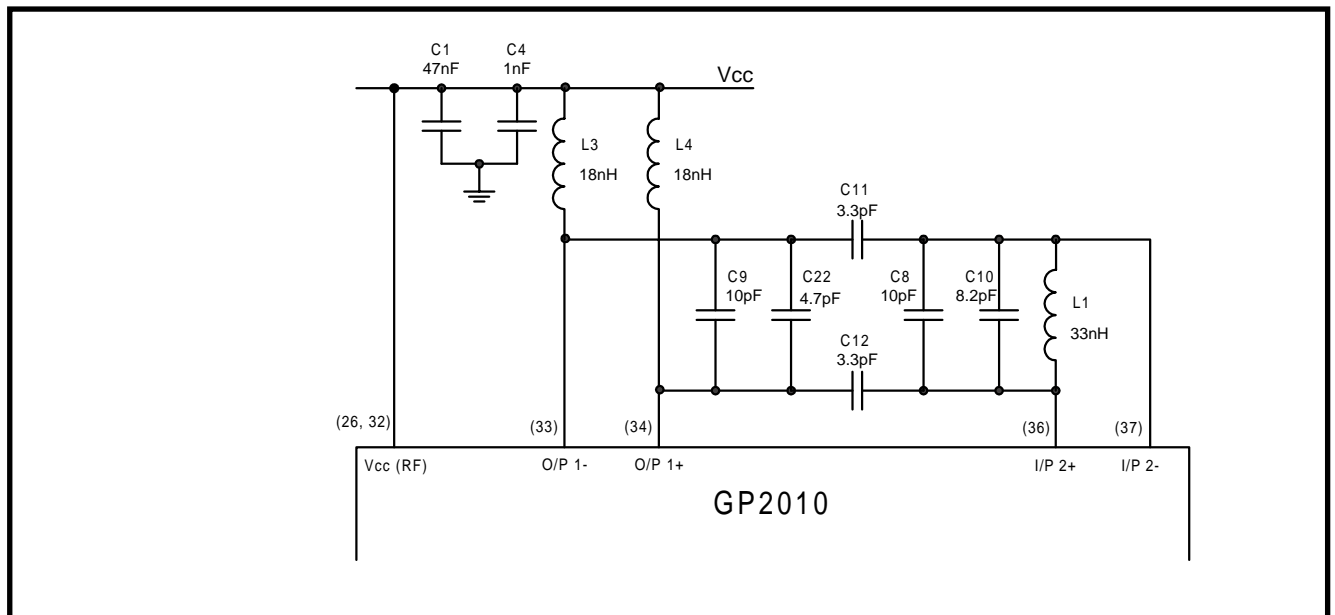 C1
47nF
C4
1nF
Vcc
L3
18nH
L4
18nH
C11
3.3pF
C9
10pF
C22
4.7pF
C8
10pF
C10
8.2pF
L1
33nH
C12
3.3pF
(26, 32)
(33)
(34)
(36)
(37)
Vcc (RF)
O/P 1-
O/P 1+
I/P 2+
I/P 2-
GP2010